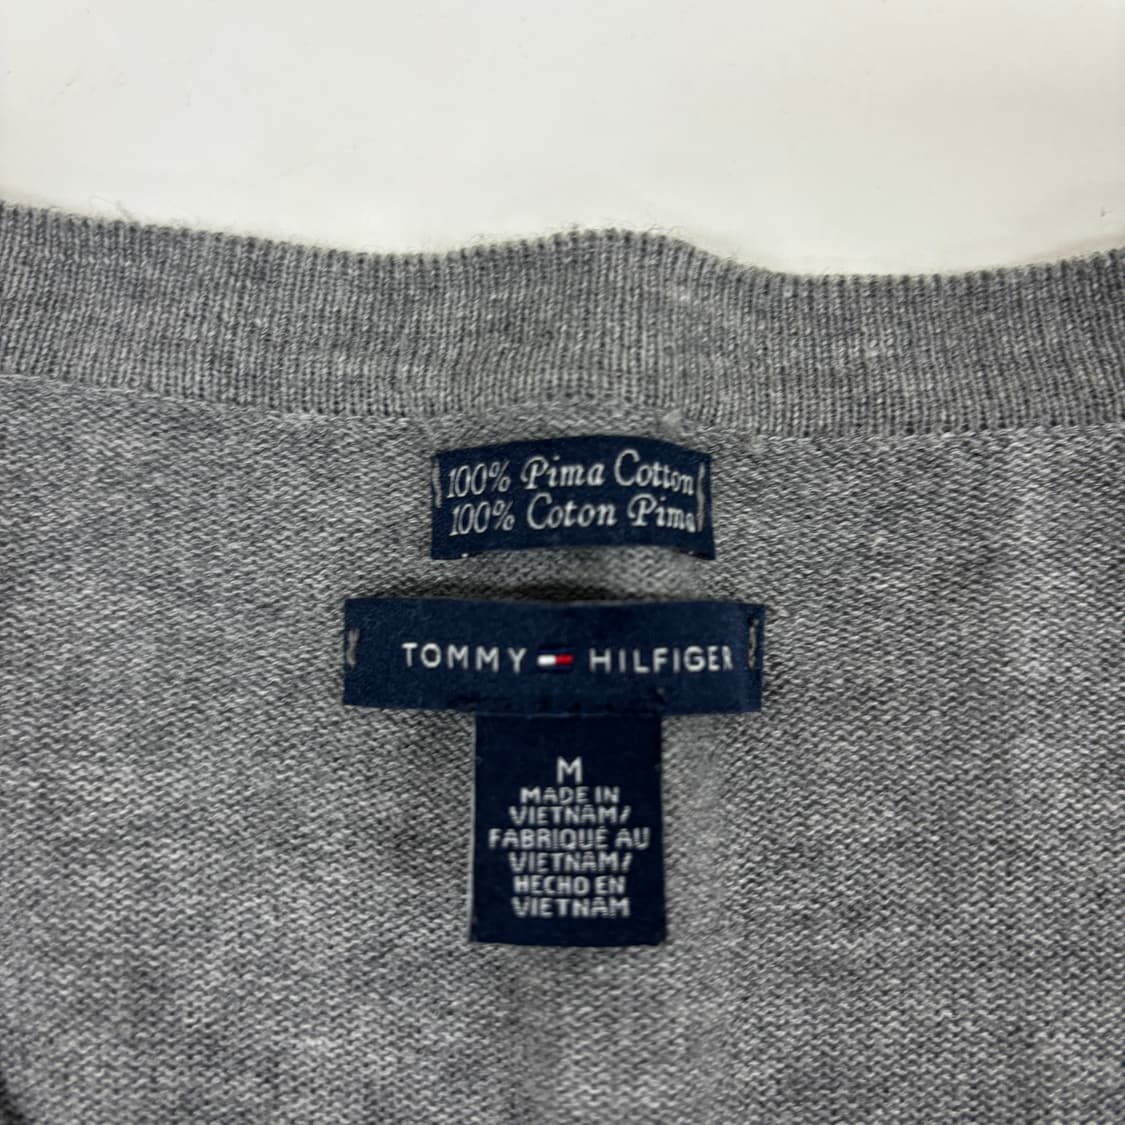 100% Pima Cotton
100% Coton Pima
TOMMY HILFIGER
M
MADE IN
VIETNAM/
FABRIQUÉ AU
VIETNAM/
HECHO EN
VIETNAM